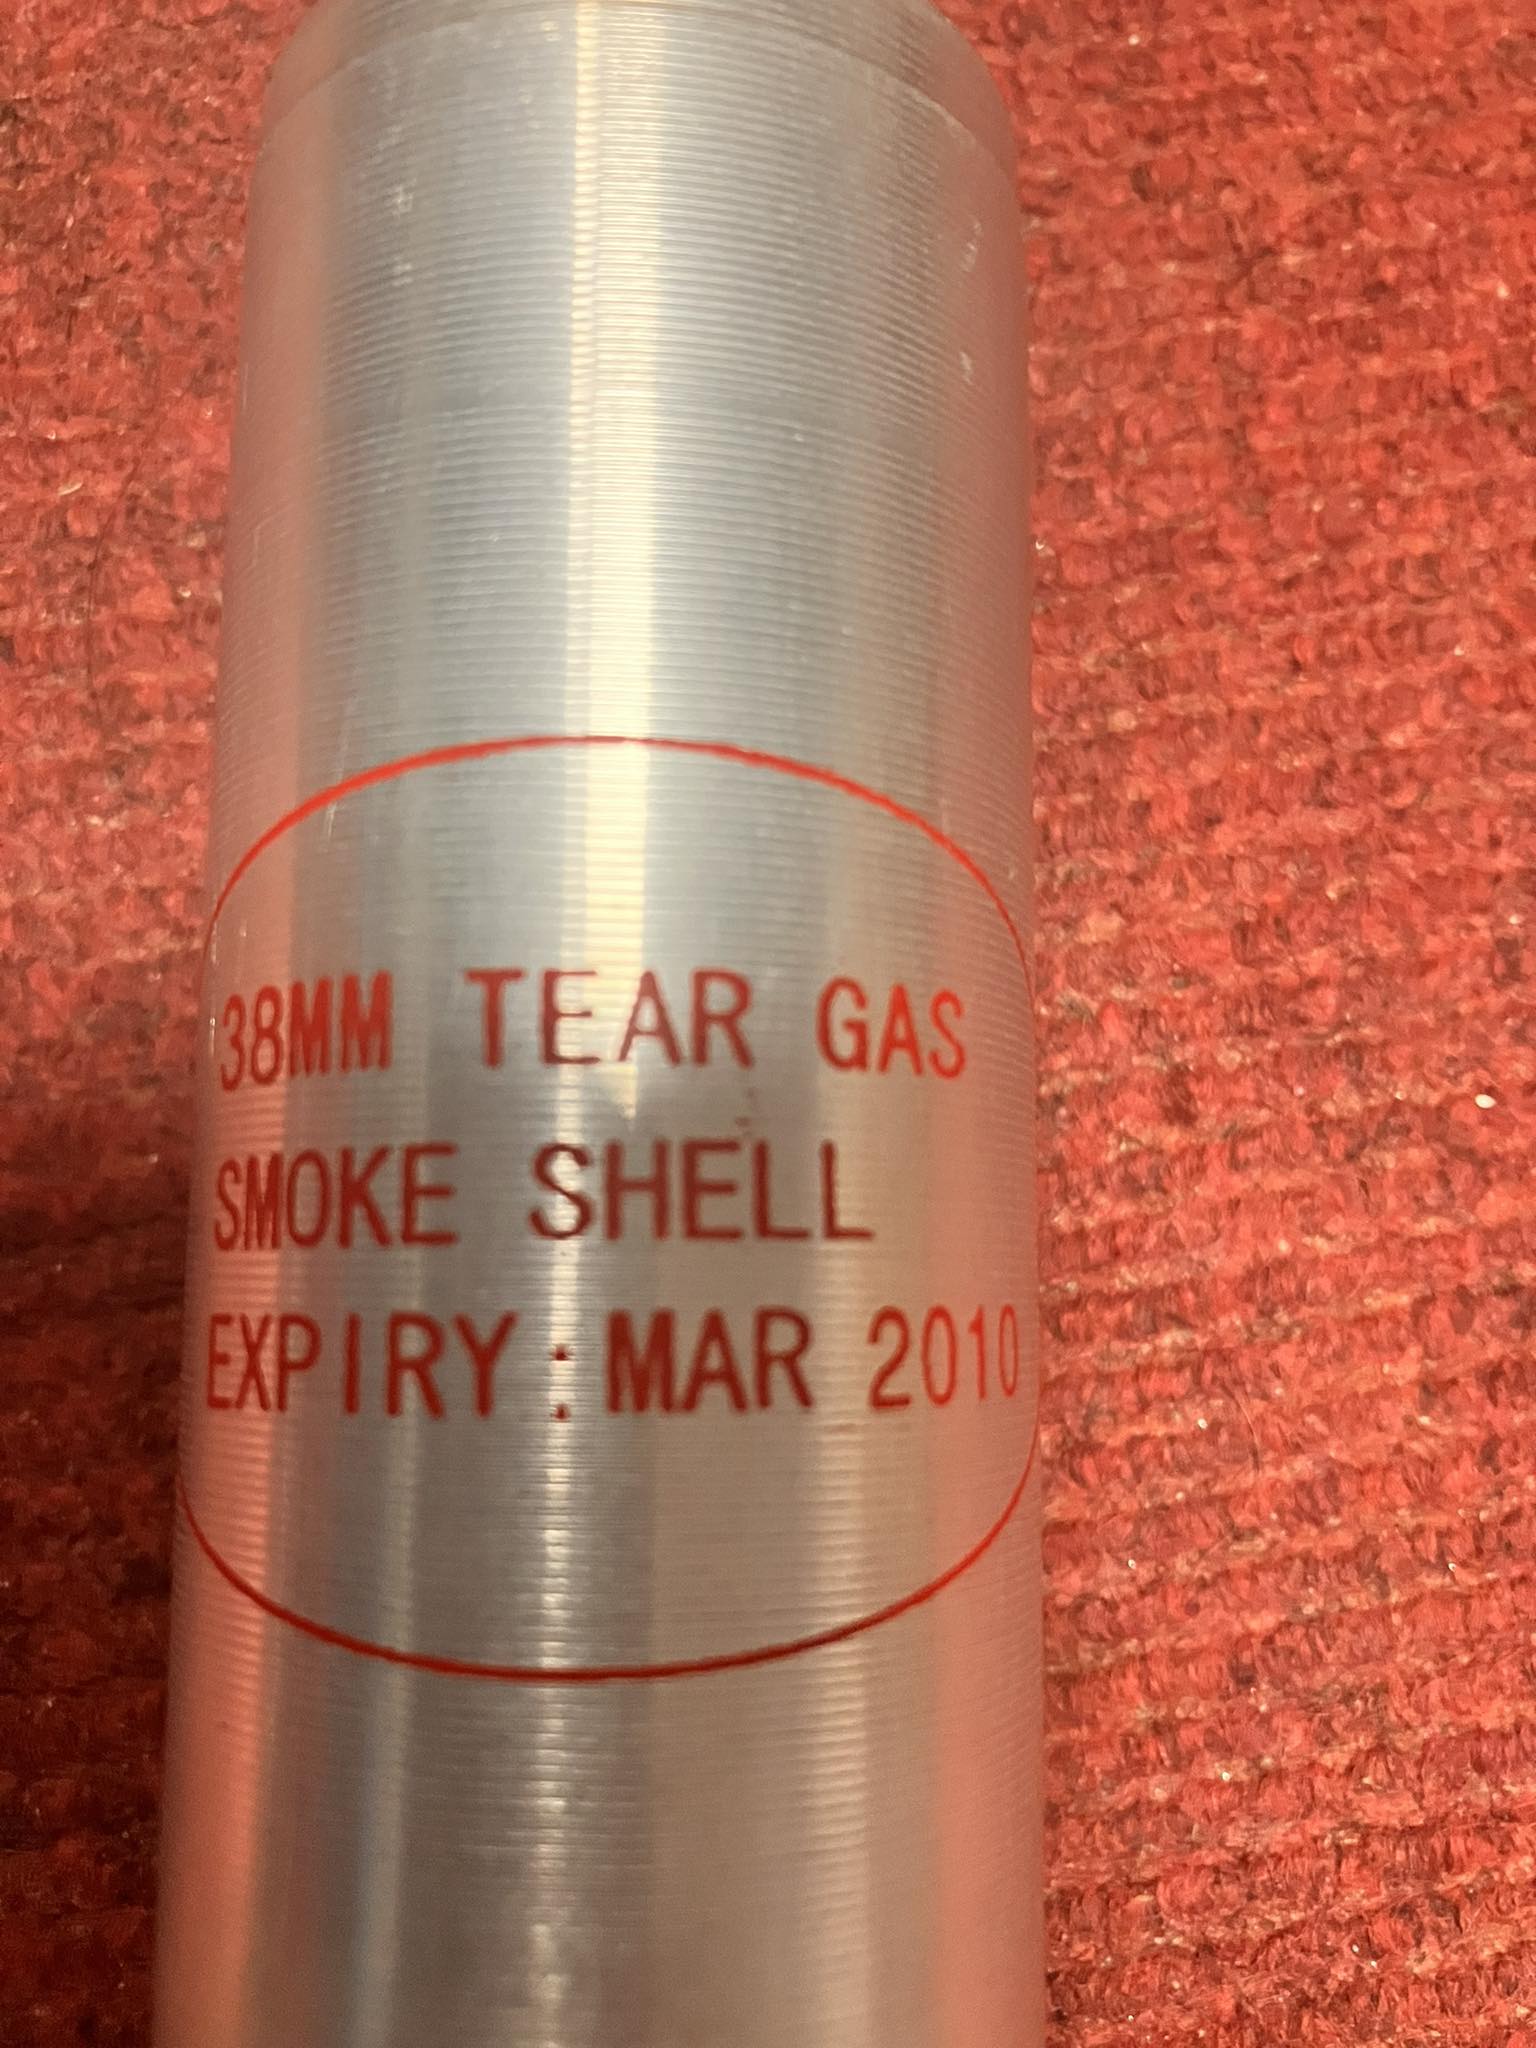 38MM TEAR GAS
SMOKE SHELL
EXPIRY : MAR 2010